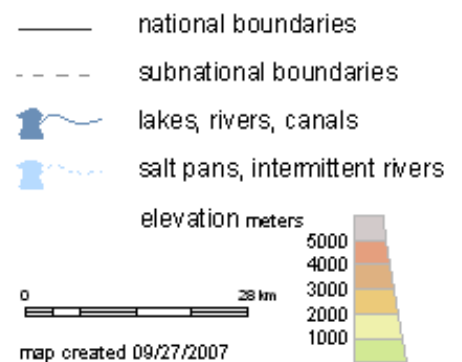 national boundaries
subnational boundaries
lakes, rivers, canals
salt pans, intermittent rivers
elevation meters
5000
4000
3000
2000
1000
0 28 km
map created 09/27/2007